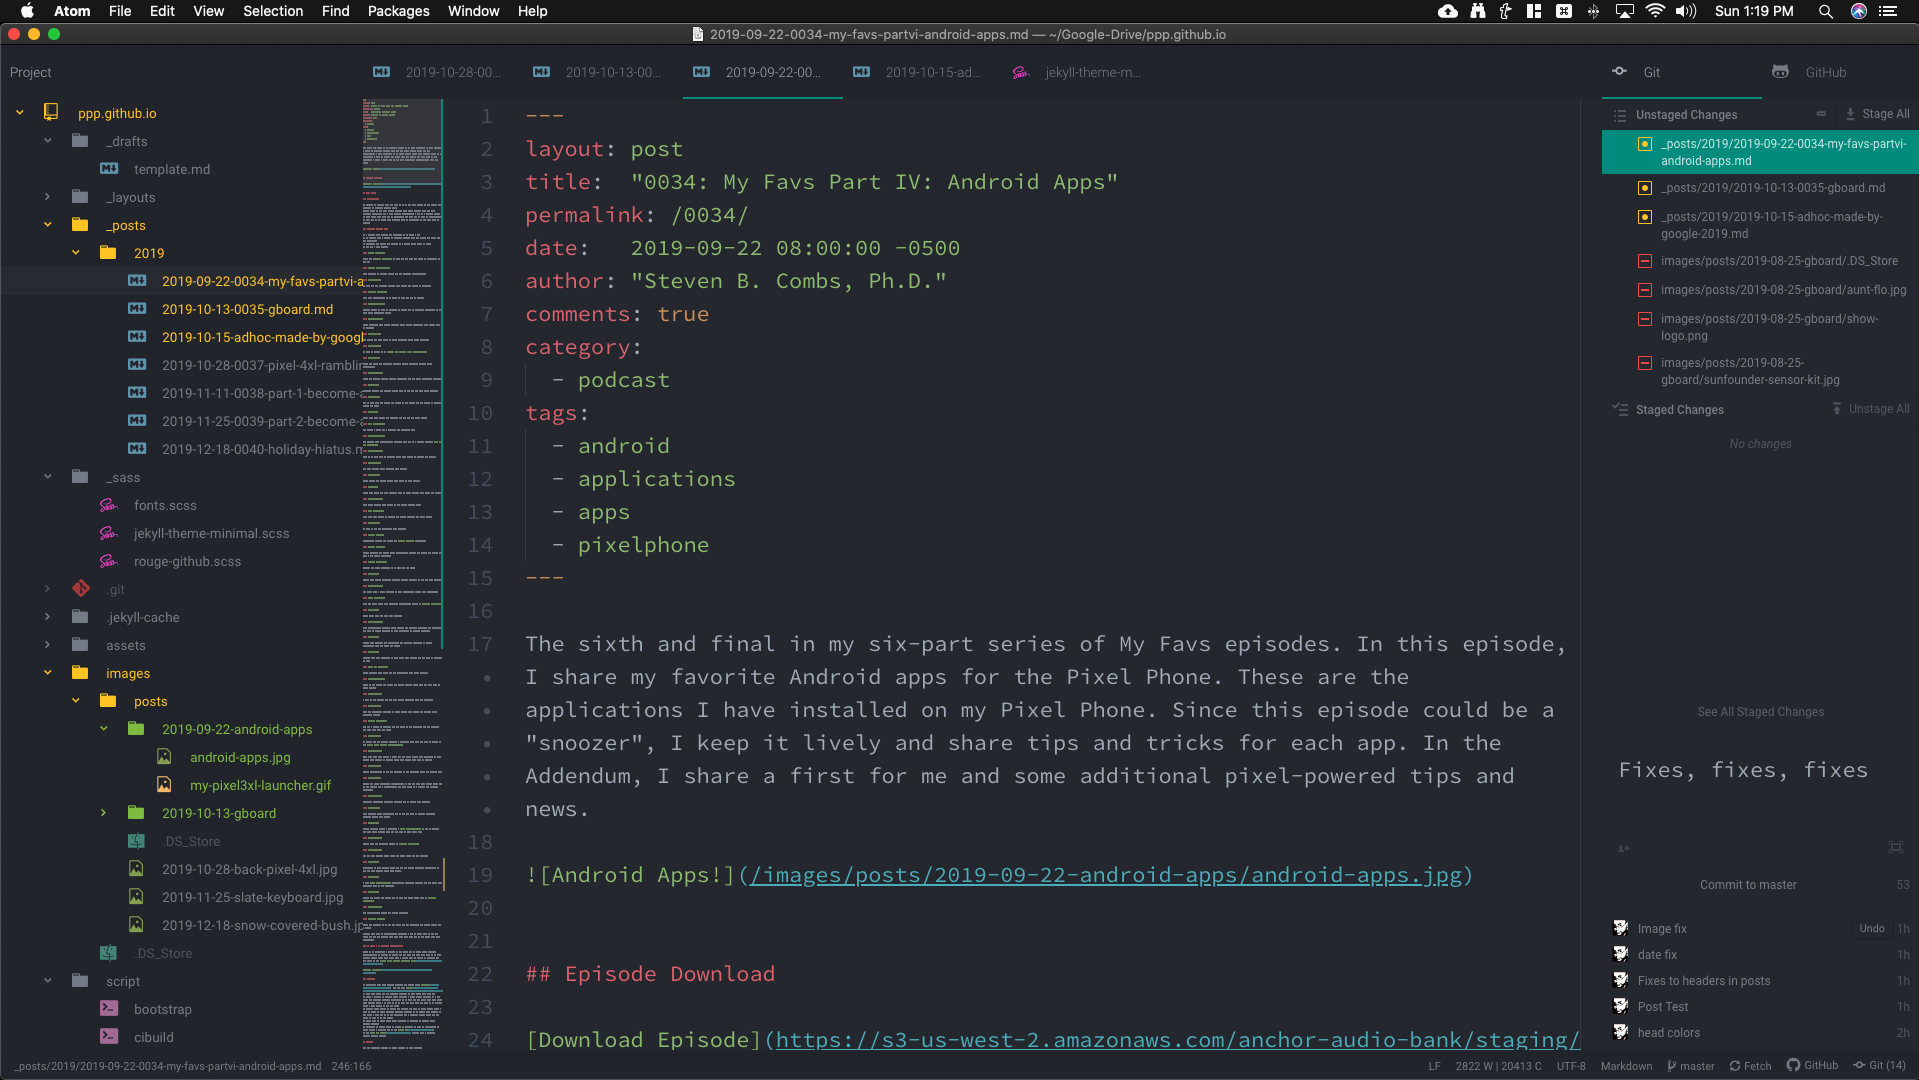 Atom File Edit View Selection Find Packages Window Help
Sun 1:19 PM
2019-09-22-0034-my-favs-partvi-android-apps.md — ~/Google-Drive/ppp.github.io
Project
2019-10-28-00...
2019-10-13-00...
2019-09-22-00...
2019-10-15-ad...
jekyll-theme-m...
Git
GitHub
ppp.github.io
_drafts
template.md
_layouts
_posts
2019
2019-09-22-0034-my-favs-partvi-a
2019-10-13-0035-gboard.md
2019-10-15-adhoc-made-by-googl
2019-10-28-0037-pixel-4xl-ramblin
2019-11-11-0038-part-1-become-a
2019-11-25-0039-part-2-become-a
2019-12-18-0040-holiday-hiatus.m
_sass
fonts.scss
jekyll-theme-minimal.scss
rouge-github.scss
.git
.jekyll-cache
assets
images
posts
2019-09-22-android-apps
android-apps.jpg
my-pixel3xl-launcher.gif
2019-10-13-gboard
.DS_Store
2019-10-28-back-pixel-4xl.jpg
2019-11-25-slate-keyboard.jpg
2019-12-18-snow-covered-bush.jp
.DS_Store
script
bootstrap
cibuild
1 ---
2 layout: post
3 title: "0034: My Favs Part IV: Android Apps"
4 permalink: /0034/
5 date: 2019-09-22 08:00:00 -0500
6 author: "Steven B. Combs, Ph.D."
7 comments: true
8 category:
9 - podcast
10 tags:
11 - android
12 - applications
13 - apps
14 - pixelphone
15 ---
16
17 The sixth and final in my six-part series of My Favs episodes. In this episode,
• I share my favorite Android apps for the Pixel Phone. These are the
• applications I have installed on my Pixel Phone. Since this episode could be a
• "snoozer", I keep it lively and share tips and tricks for each app. In the
• Addendum, I share a first for me and some additional pixel-powered tips and
• news.
18
19 ![Android Apps!](/images/posts/2019-09-22-android-apps/android-apps.jpg)
20
21
22 ## Episode Download
23
24 [Download Episode](https://s3-us-west-2.amazonaws.com/anchor-audio-bank/staging/
Unstaged Changes
Stage All
_posts/2019/2019-09-22-0034-my-favs-partvi-
android-apps.md
_posts/2019/2019-10-13-0035-gboard.md
_posts/2019/2019-10-15-adhoc-made-by-
google-2019.md
images/posts/2019-08-25-gboard/.DS_Store
images/posts/2019-08-25-gboard/aunt-flo.jpg
images/posts/2019-08-25-gboard/show-
logo.png
images/posts/2019-08-25-
gboard/sunfounder-sensor-kit.jpg
Staged Changes
Unstage All
No changes
See All Staged Changes
Fixes, fixes, fixes
Commit to master
53
Image fix Undo 1h
date fix 1h
Fixes to headers in posts 1h
Post Test 1h
head colors 2h
_posts/2019/2019-09-22-0034-my-favs-partvi-android-apps.md 246:166
LF 2822 W | 20413 C UTF-8 Markdown master Fetch GitHub Git (14)